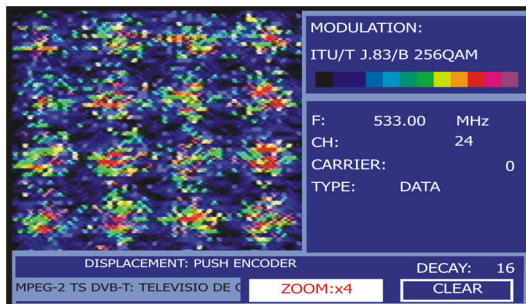 MODULATION:
ITU/T J.83/B 256QAM
F: 533.00 MHz
CH: 24
CARRIER: 0
TYPE: DATA
DISPLACEMENT: PUSH ENCODER
DECAY: 16
MPEG-2 TS DVB-T: TELEVISIO DE
ZOOM:x4
CLEAR